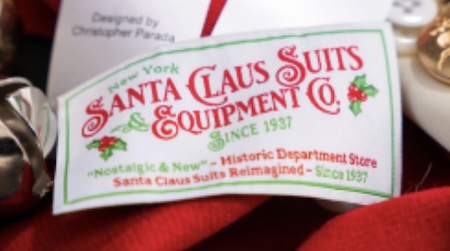 Designed by
Christopher Parada
New York
SANTA CLAUS SUITS
& EQUIPMENT CO.
SINCE 1937
"Nostalgic & New" - Historic Department Store
Santa Claus Suits Reimagined - Since 1937